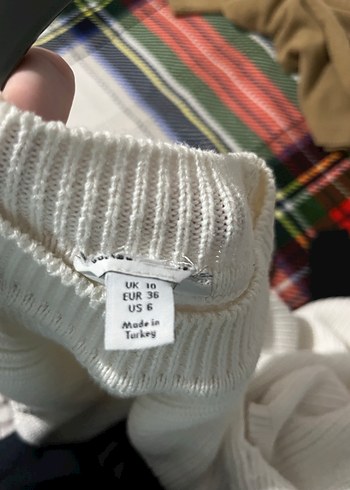 UK 10
EUR 36
US 6
Made in
Turkey